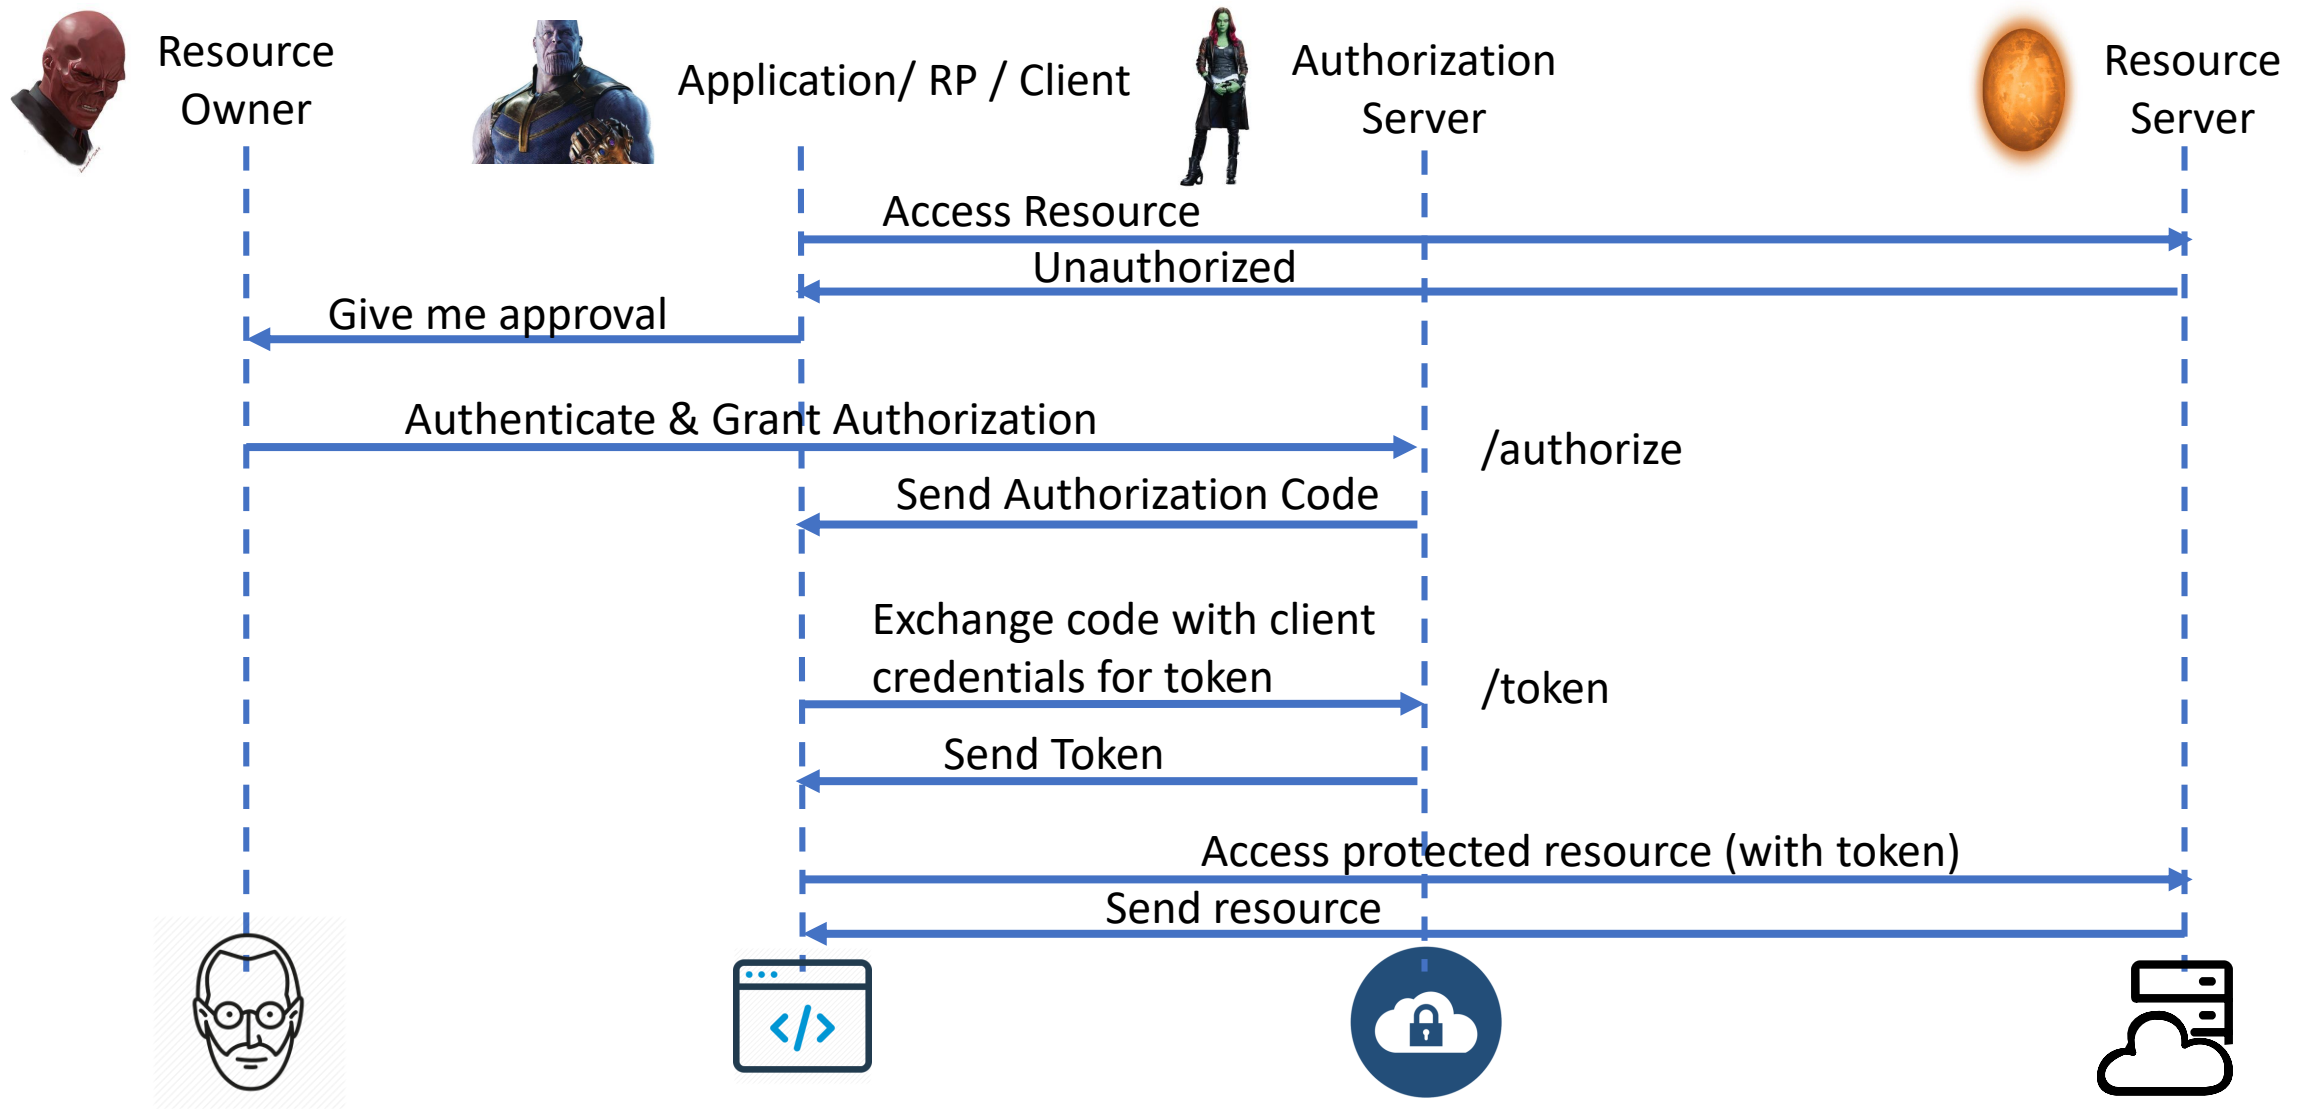 Resource
Owner
Application/ RP / Client
Authorization
Server
Resource
Server
Access Resource
Unauthorized
Give me approval
Authenticate & Grant Authorization
/authorize
Send Authorization Code
Exchange code with client
credentials for token
/token
Send Token
Access protected resource (with token)
Send resource
</>